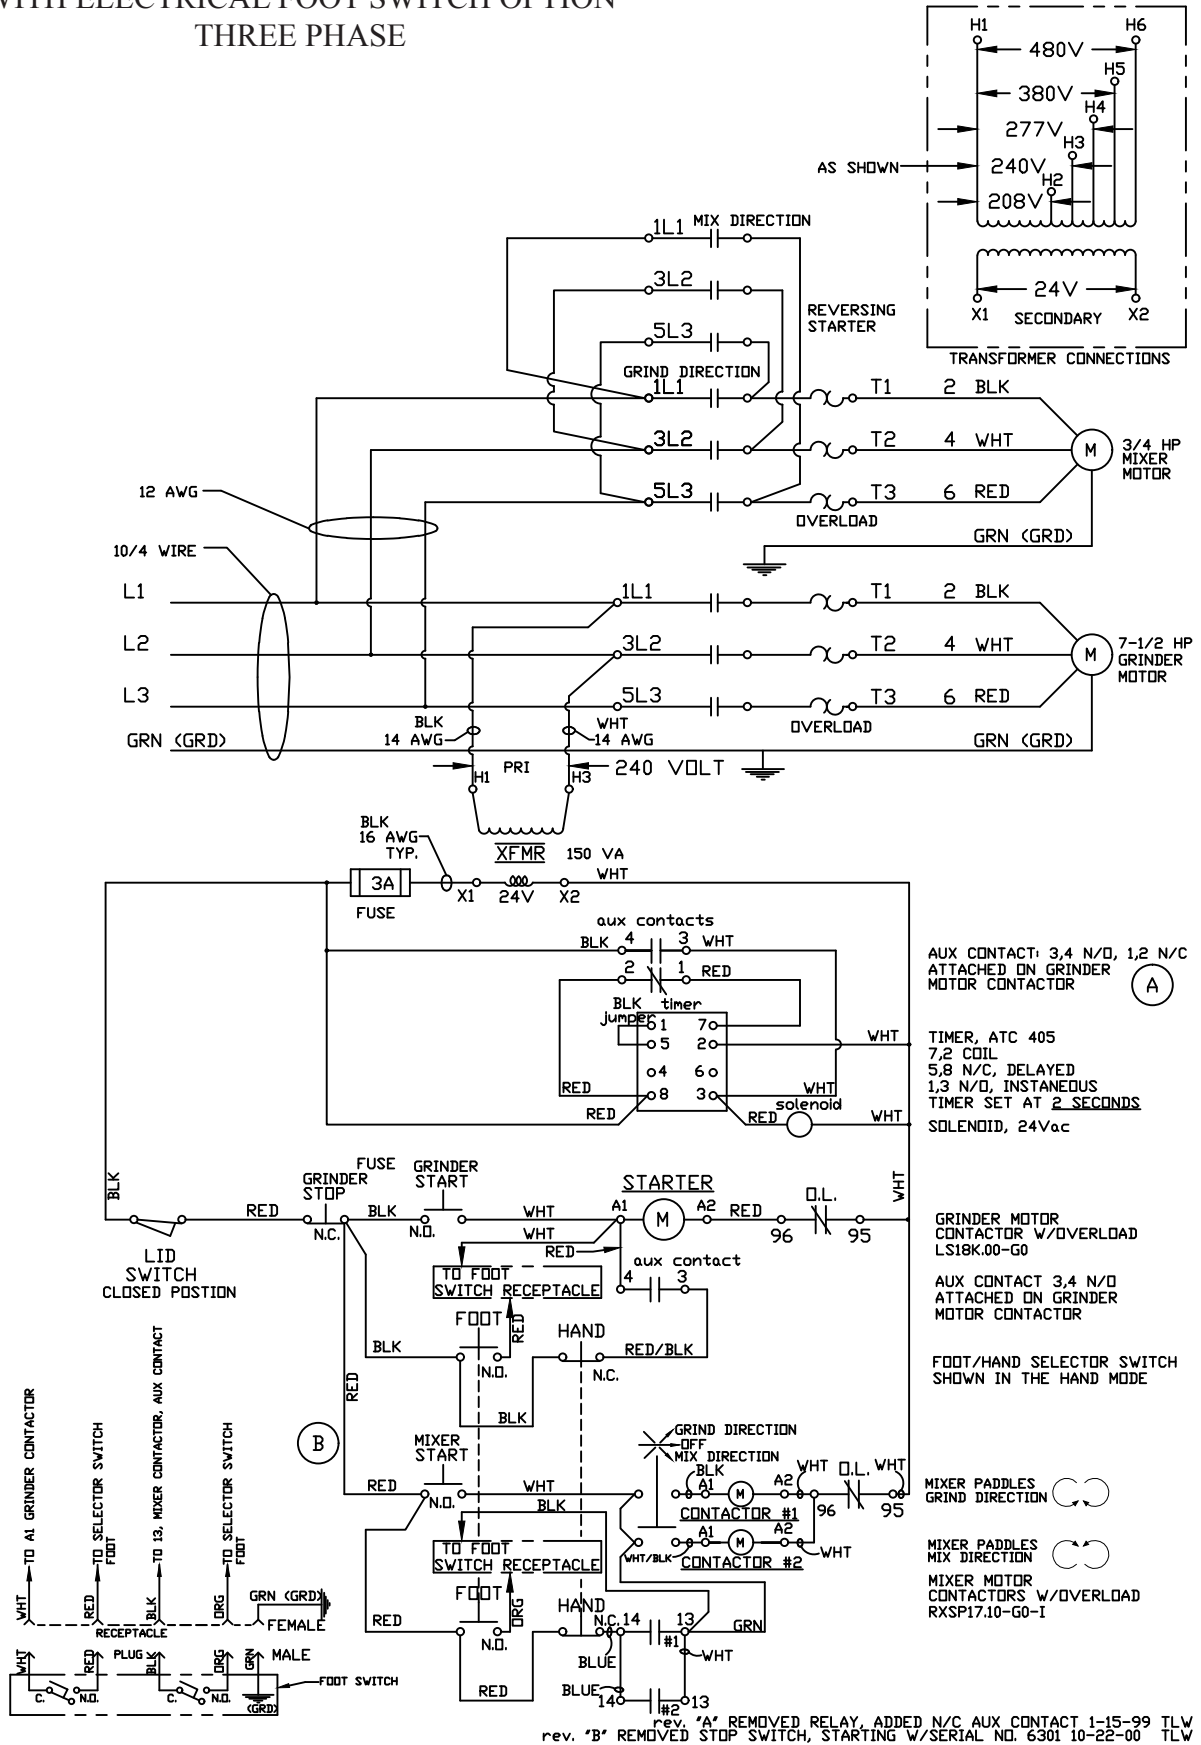 WITH ELECTRICAL FOOT SWITCH OPTION
THREE PHASE
H1
H6
480V
H5
380V
H4
277V
H3
AS SHOWN
240V
H2
208V
24V
X1
SECONDARY
X2
TRANSFORMER CONNECTIONS
1L1
MIX DIRECTION
3L2
REVERSING
STARTER
5L3
GRIND DIRECTION
1L1
T1
2
BLK
3L2
T2
4
WHT
M
3/4 HP
MIXER
MOTOR
12 AWG
5L3
T3
6
RED
OVERLOAD
GRN (GRD)
10/4 WIRE
L1
1L1
T1
2
BLK
L2
3L2
T2
4
WHT
M
7-1/2 HP
GRINDER
MOTOR
L3
5L3
T3
6
RED
BLK
14 AWG
WHT
14 AWG
OVERLOAD
GRN (GRD)
GRN (GRD)
H1
PRI
H3
240 VOLT
BLK
16 AWG
TYP.
XFMR
150 VA
3A
FUSE
X1
24V
X2
WHT
aux contacts
BLK
4
3
WHT
2
1
RED
AUX CONTACT: 3,4 N/O, 1,2 N/C
ATTACHED ON GRINDER
MOTOR CONTACTOR
A
BLK
jumper
timer
1
7
5
2
WHT
4
6
RED
8
3
WHT
RED
RED
solenoid
WHT
TIMER, ATC 405
7,2 COIL
5,8 N/C, DELAYED
1,3 N/O, INSTANEOUS
TIMER SET AT 2 SECONDS
SOLENOID, 24Vac
BLK
FUSE
GRINDER
STOP
GRINDER
START
STARTER
WHT
RED
BLK
WHT
A1
M
A2
RED
O.L.
N.C.
N.O.
WHT
96
95
LID
SWITCH
CLOSED POSTION
RED
aux contact
4
3
TO FOOT
SWITCH RECEPTACLE
GRINDER MOTOR
CONTACTOR W/OVERLOAD
LS18K.00-G0
AUX CONTACT 3,4 N/O
ATTACHED ON GRINDER
MOTOR CONTACTOR
FOOT
RED
HAND
BLK
N.O.
N.C.
RED/BLK
FOOT/HAND SELECTOR SWITCH
SHOWN IN THE HAND MODE
RED
BLK
B
MIXER
START
GRIND DIRECTION
OFF
MIX DIRECTION
RED
N.O.
WHT
BLK
BLK
A1
M
A2
WHT
O.L.
WHT
CONTACTOR #1
96
95
A1
M
A2
WHT/BLK
CONTACTOR #2
WHT
MIXER PADDLES
GRIND DIRECTION
MIXER PADDLES
MIX DIRECTION
MIXER MOTOR
CONTACTORS W/OVERLOAD
RXSP17.10-G0-I
TO FOOT
SWITCH RECEPTACLE
FOOT
ORG
HAND
RED
N.O.
N.C.
14
13
#1
GRN
BLUE
WHT
RED
BLUE
14
#2
13
TO A1 GRINDER CONTACTOR
TO SELECTOR SWITCH
FOOT
TO 13, MIXER CONTACTOR, AUX CONTACT
TO SELECTOR SWITCH
FOOT
WHT
RED
BLK
ORG
GRN (GRD)
RECEPTACLE
FEMALE
WHT
RED
PLUG
BLK
ORG
GRN
MALE
C.
N.O.
C.
N.O.
(GRD)
FOOT SWITCH
rev. "A" REMOVED RELAY, ADDED N/C AUX CONTACT 1-15-99 TLW
rev. "B" REMOVED STOP SWITCH, STARTING W/SERIAL NO. 6301 10-22-00 TLW